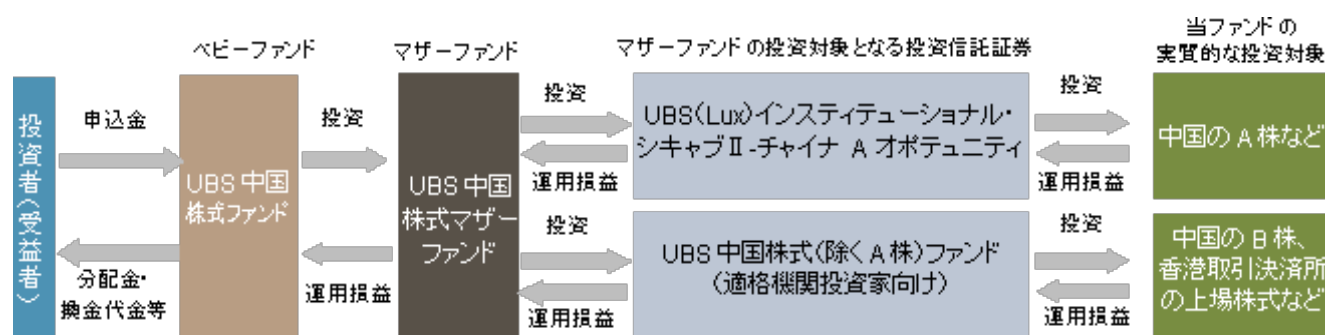 ベビーファンド
マザーファンド
マザーファンドの投資対象となる投資信託証券
当ファンドの
実質的な投資対象
投資者(受益者)
申込金
分配金・
換金代金等
UBS中国
株式ファンド
投資
運用損益
UBS中国
株式マザー
ファンド
投資
運用損益
UBS(Lux)インスティテューショナル・
シキャブⅡ-チャイナ A オポテュニティ
投資
運用損益
中国のA株など
投資
運用損益
UBS中国株式(除くA株)ファンド
(適格機関投資家向け)
投資
運用損益
中国のB株、
香港取引決済所
の上場株式など